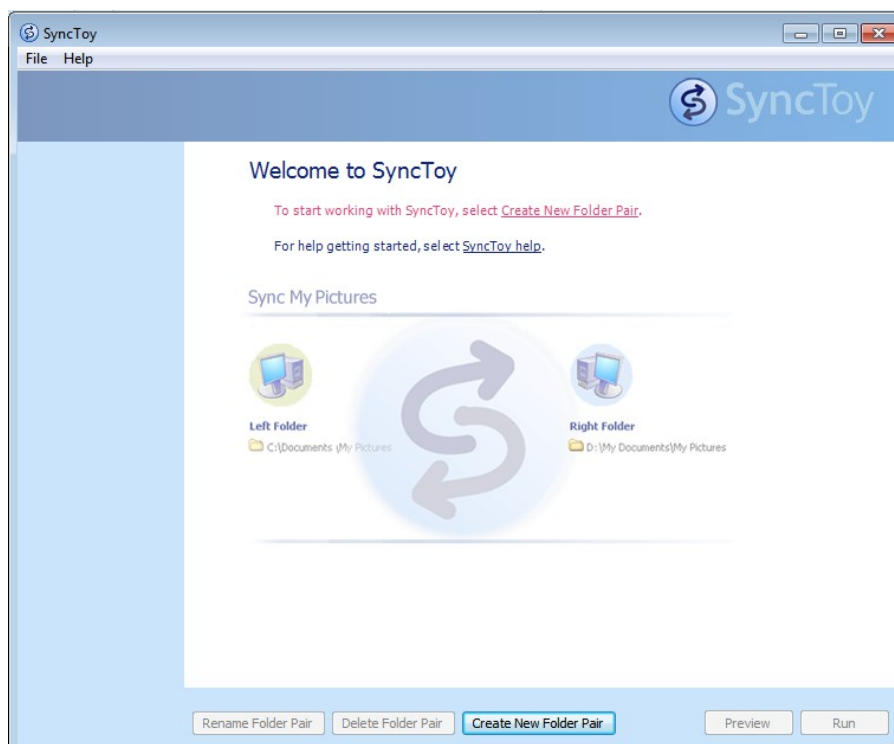 SyncToy
File Help
SyncToy
Welcome to SyncToy
To start working with SyncToy, select Create New Folder Pair.
For help getting started, select SyncToy help.
Sync My Pictures
Left Folder
C:\Documents \My Pictures
Right Folder
D:\My Documents\My Pictures
Rename Folder Pair Delete Folder Pair Create New Folder Pair Preview Run